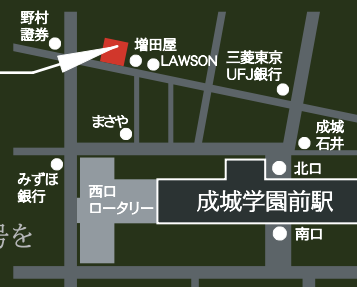 野村
證券
増田屋
LAWSON
三菱東京
UFJ銀行
まさや
成城
石井
みずほ
銀行
西口
ロータリー
北口
成城学園前駅
南口
号を